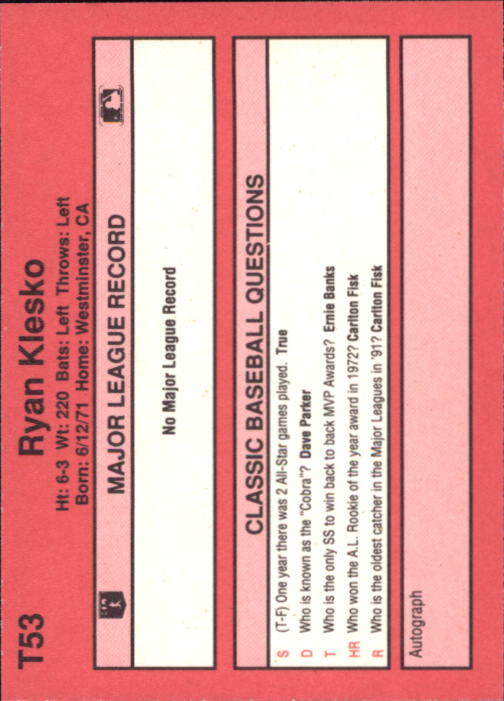 T53
Ryan Klesko
Ht: 6-3 Wt: 220 Bats: Left Throws: Left
Born: 6/12/71 Home: Westminster, CA
MAJOR LEAGUE RECORD
No Major League Record
CLASSIC BASEBALL QUESTIONS
S (T-F) One year there was 2 All-Star games played. True
D Who is known as the "Cobra"? Dave Parker
T Who is the only SS to win back to back MVP Awards? Ernie Banks
HR Who won the A.L. Rookie of the year award in 1972? Carlton Fisk
R Who is the oldest catcher in the Major Leagues in '91? Carlton Fisk
Autograph